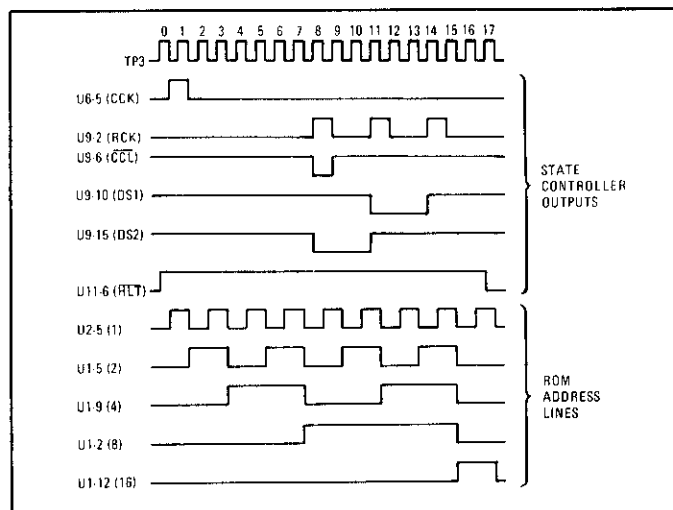 0 1 2 3 4 5 6 7 8 9 10 11 12 13 14 15 16 17
TP3
U6-5 (CCK)
U9-2 (RCK)
U9-6 (C̅C̅L̅)
U9-10 (DS1)
U9-15 (DS2)
U11-6 (R̅L̅T̅)
STATE
CONTROLLER
OUTPUTS
U2-5 (1)
U1-5 (2)
U1-9 (4)
U1-2 (8)
U1-12 (16)
ROM
ADDRESS
LINES